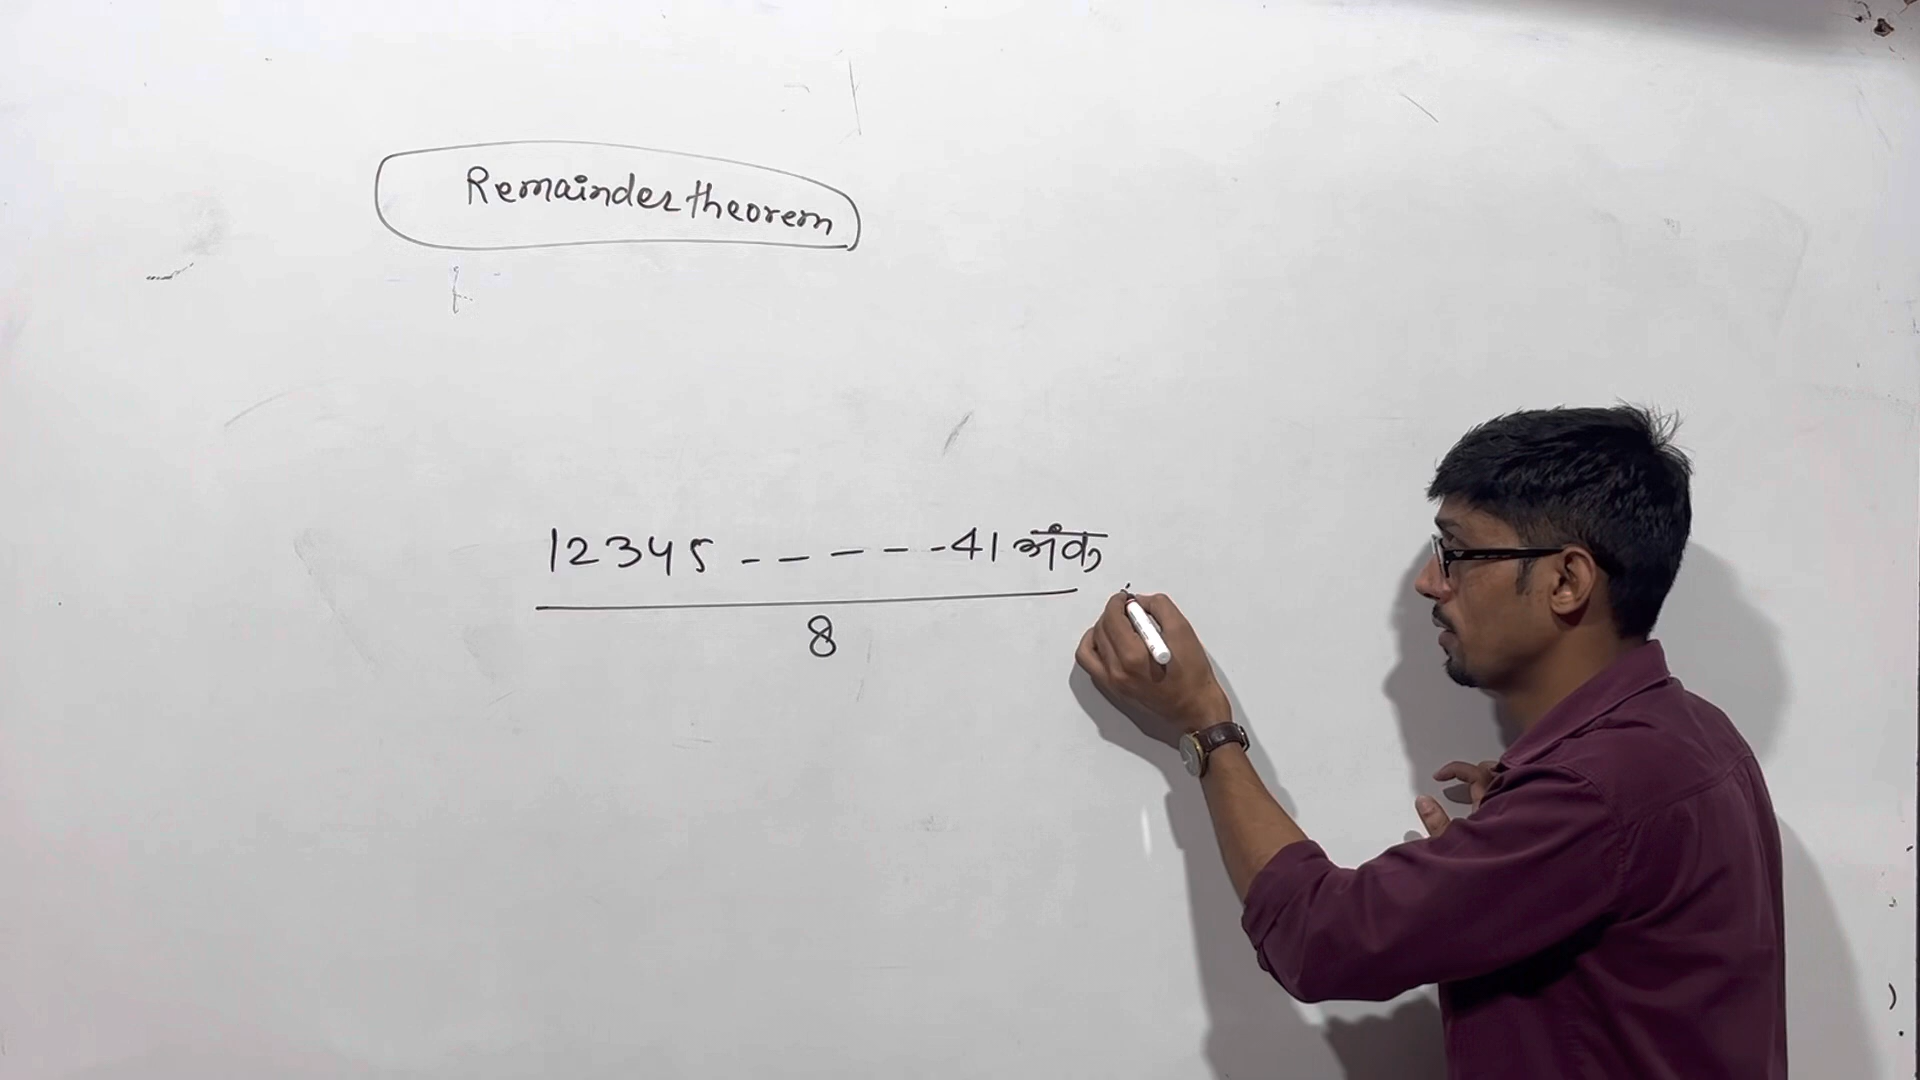 Remainder theorem
12345 - - - - - 41 अंक
8